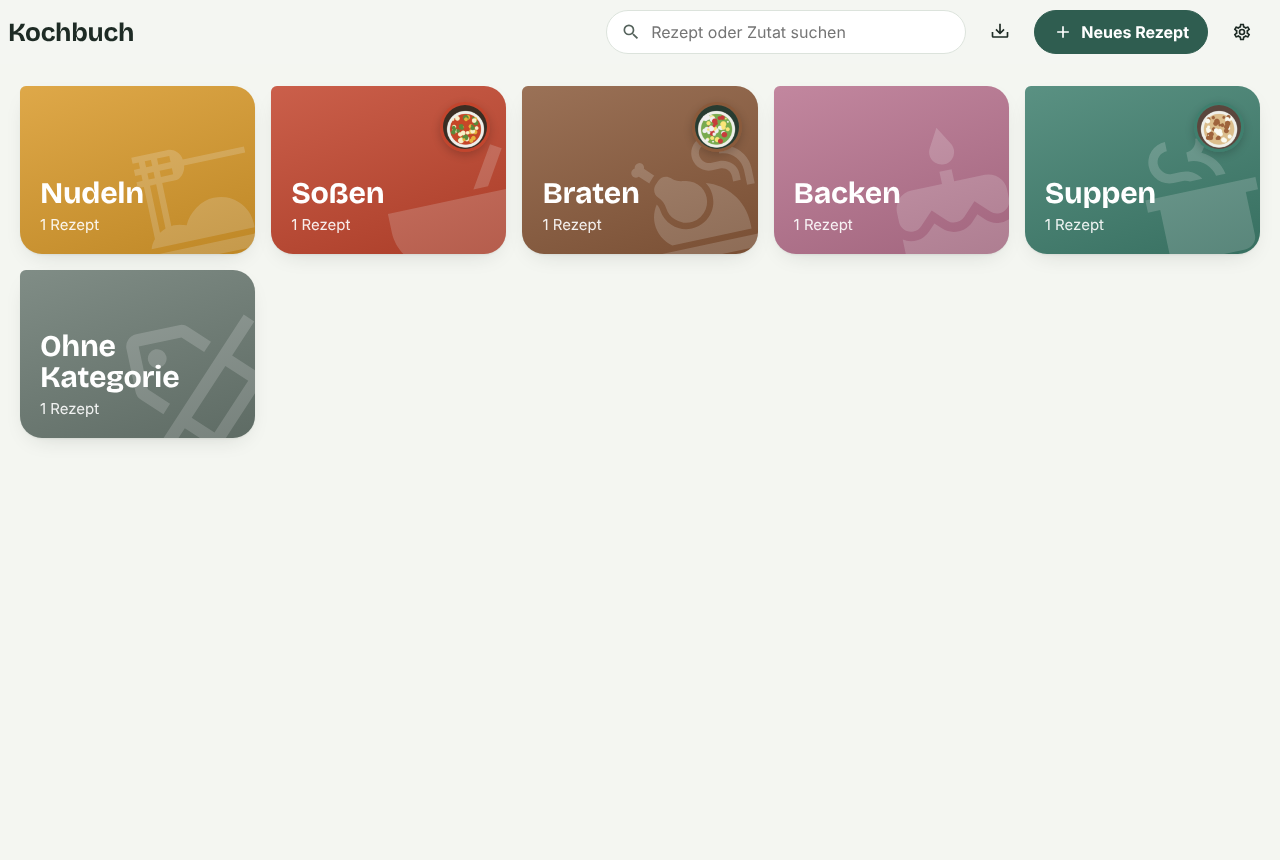 Kochbuch
Rezept oder Zutat suchen
Neues Rezept
Nudeln
1 Rezept
Soßen
1 Rezept
Braten
1 Rezept
Backen
1 Rezept
Suppen
1 Rezept
Ohne
Kategorie
1 Rezept